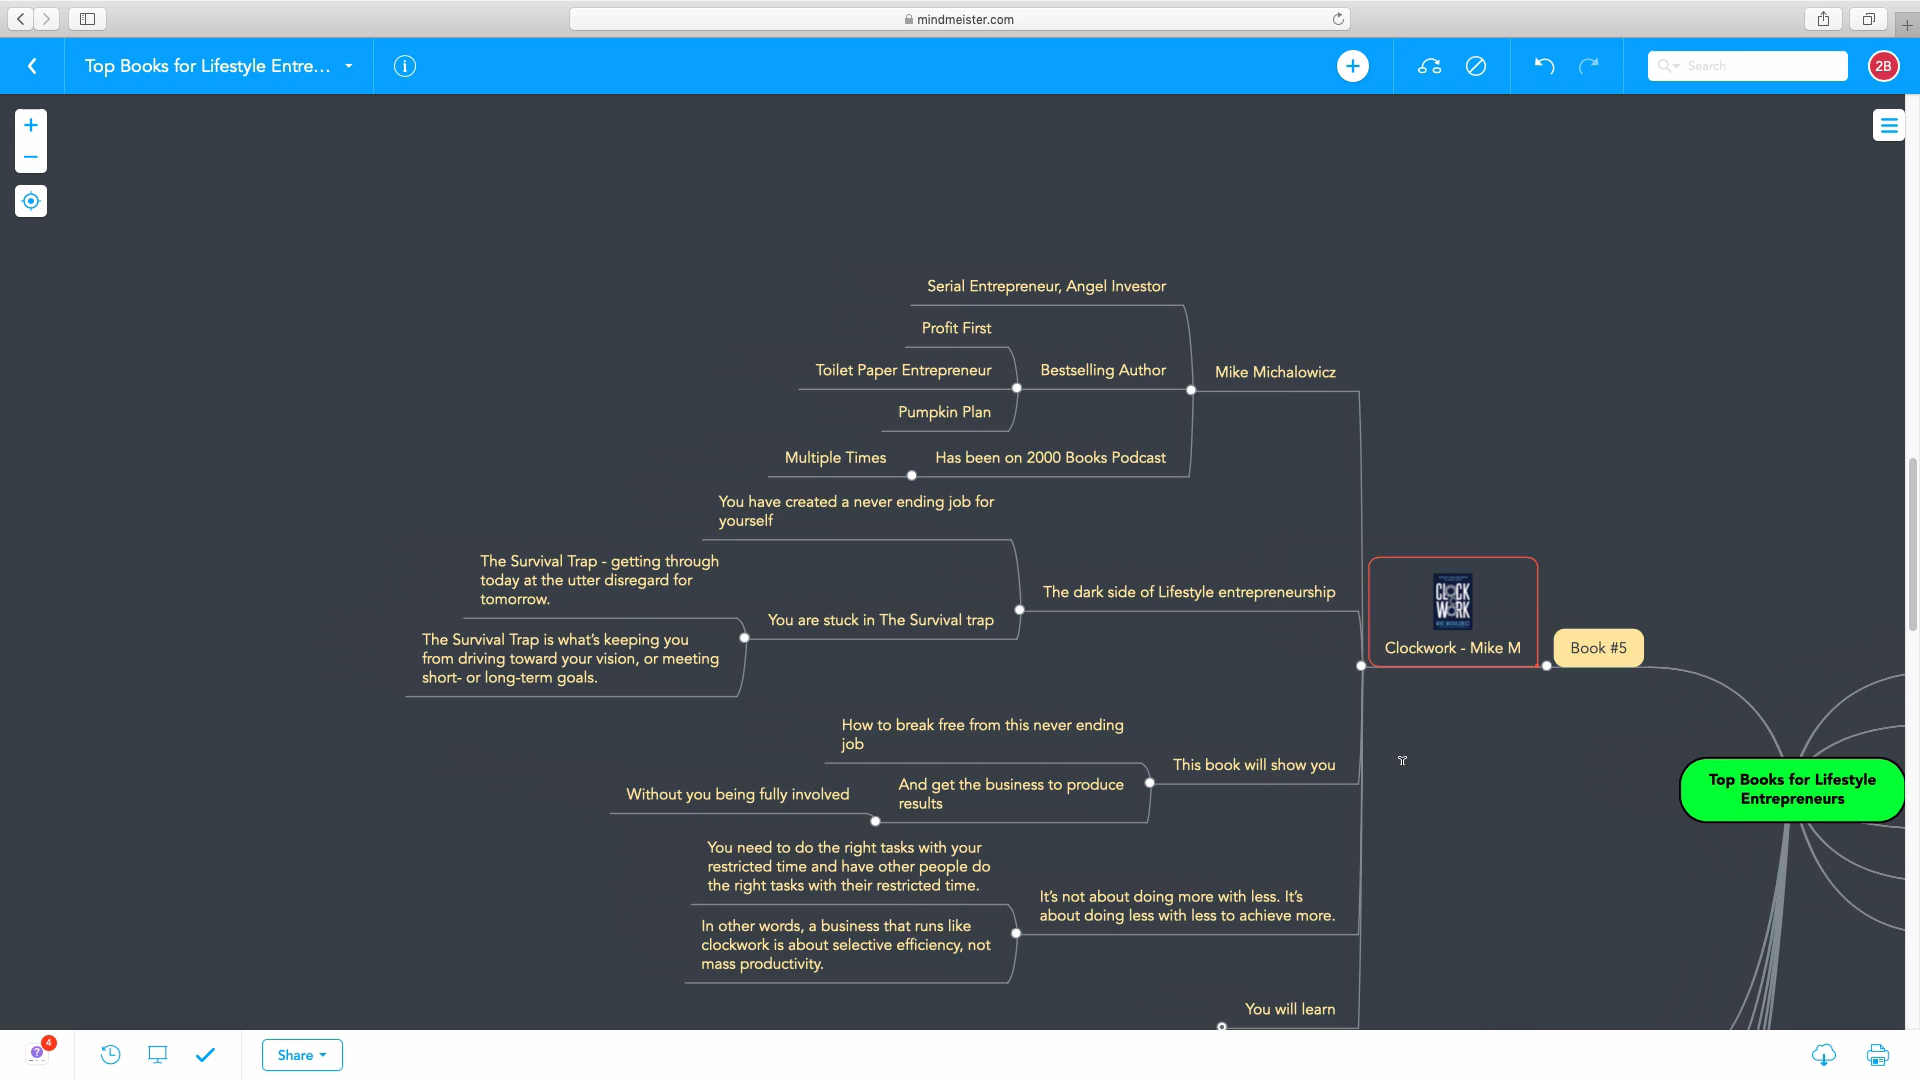 mindmeister.com
Top Books for Lifestyle Entre...
Search
2B
Serial Entrepreneur, Angel Investor
Profit First
Toilet Paper Entrepreneur
Bestselling Author
Mike Michalowicz
Pumpkin Plan
Multiple Times
Has been on 2000 Books Podcast
You have created a never ending job for
yourself
The Survival Trap - getting through
today at the utter disregard for
tomorrow.
The dark side of Lifestyle entrepreneurship
You are stuck in The Survival trap
The Survival Trap is what's keeping you
from driving toward your vision, or meeting
short- or long-term goals.
CLOCK
WORK
Clockwork - Mike M
Book #5
How to break free from this never ending
job
This book will show you
And get the business to produce
results
Without you being fully involved
Top Books for Lifestyle
Entrepreneurs
You need to do the right tasks with your
restricted time and have other people do
the right tasks with their restricted time.
It's not about doing more with less. It's
about doing less with less to achieve more.
In other words, a business that runs like
clockwork is about selective efficiency, not
mass productivity.
You will learn
4
Share